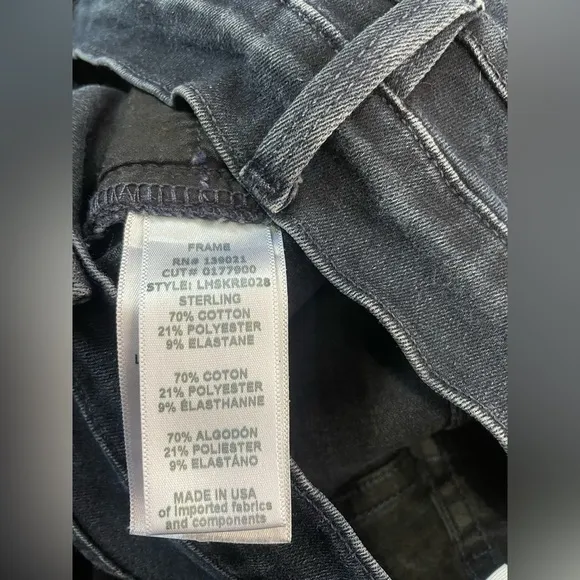 FRAME
RN# 139021
CUT# 0177900
STYLE: LHSKRE028
STERLING
70% COTTON
21% POLYESTER
9% ELASTANE
70% COTON
21% POLYESTER
9% ÉLASTHANNE
70% ALGODÓN
21% POLIÉSTER
9% ELASTÁNO
MADE IN USA
of imported fabrics
and components